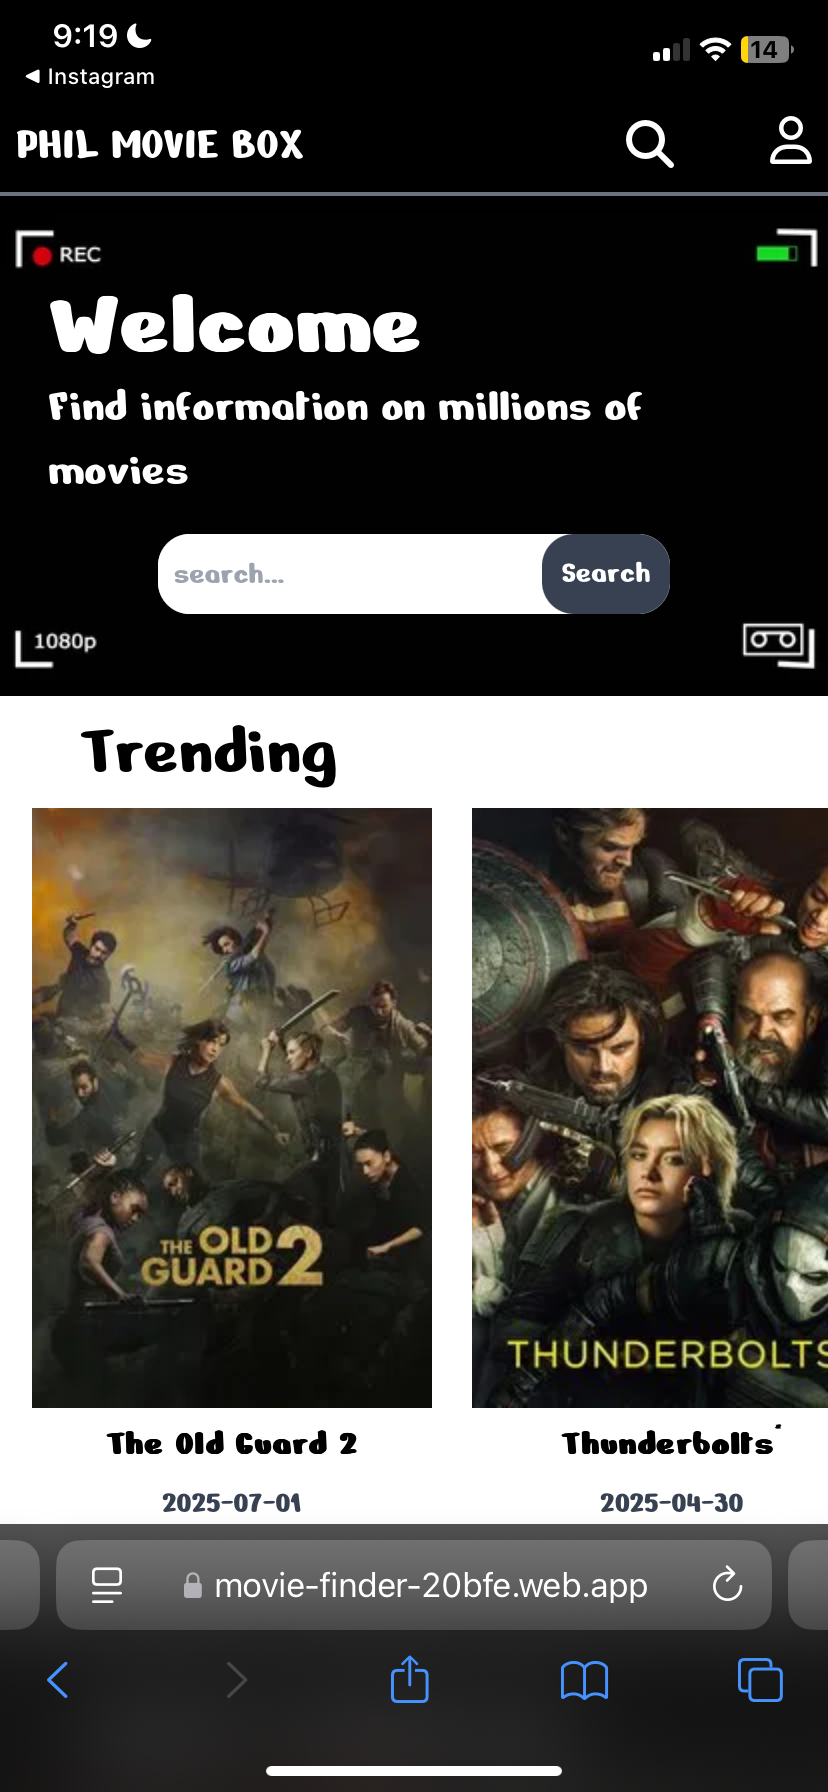 9:19
14
Instagram
PHIL MOVIE BOX
REC
Welcome
Find information on millions of
movies
search...
Search
1080p
Trending
THE OLD
GUARD 2
THUNDERBOLTS
The Old Guard 2
Thunderbolts*
2025-07-01
2025-04-30
movie-finder-20bfe.web.app